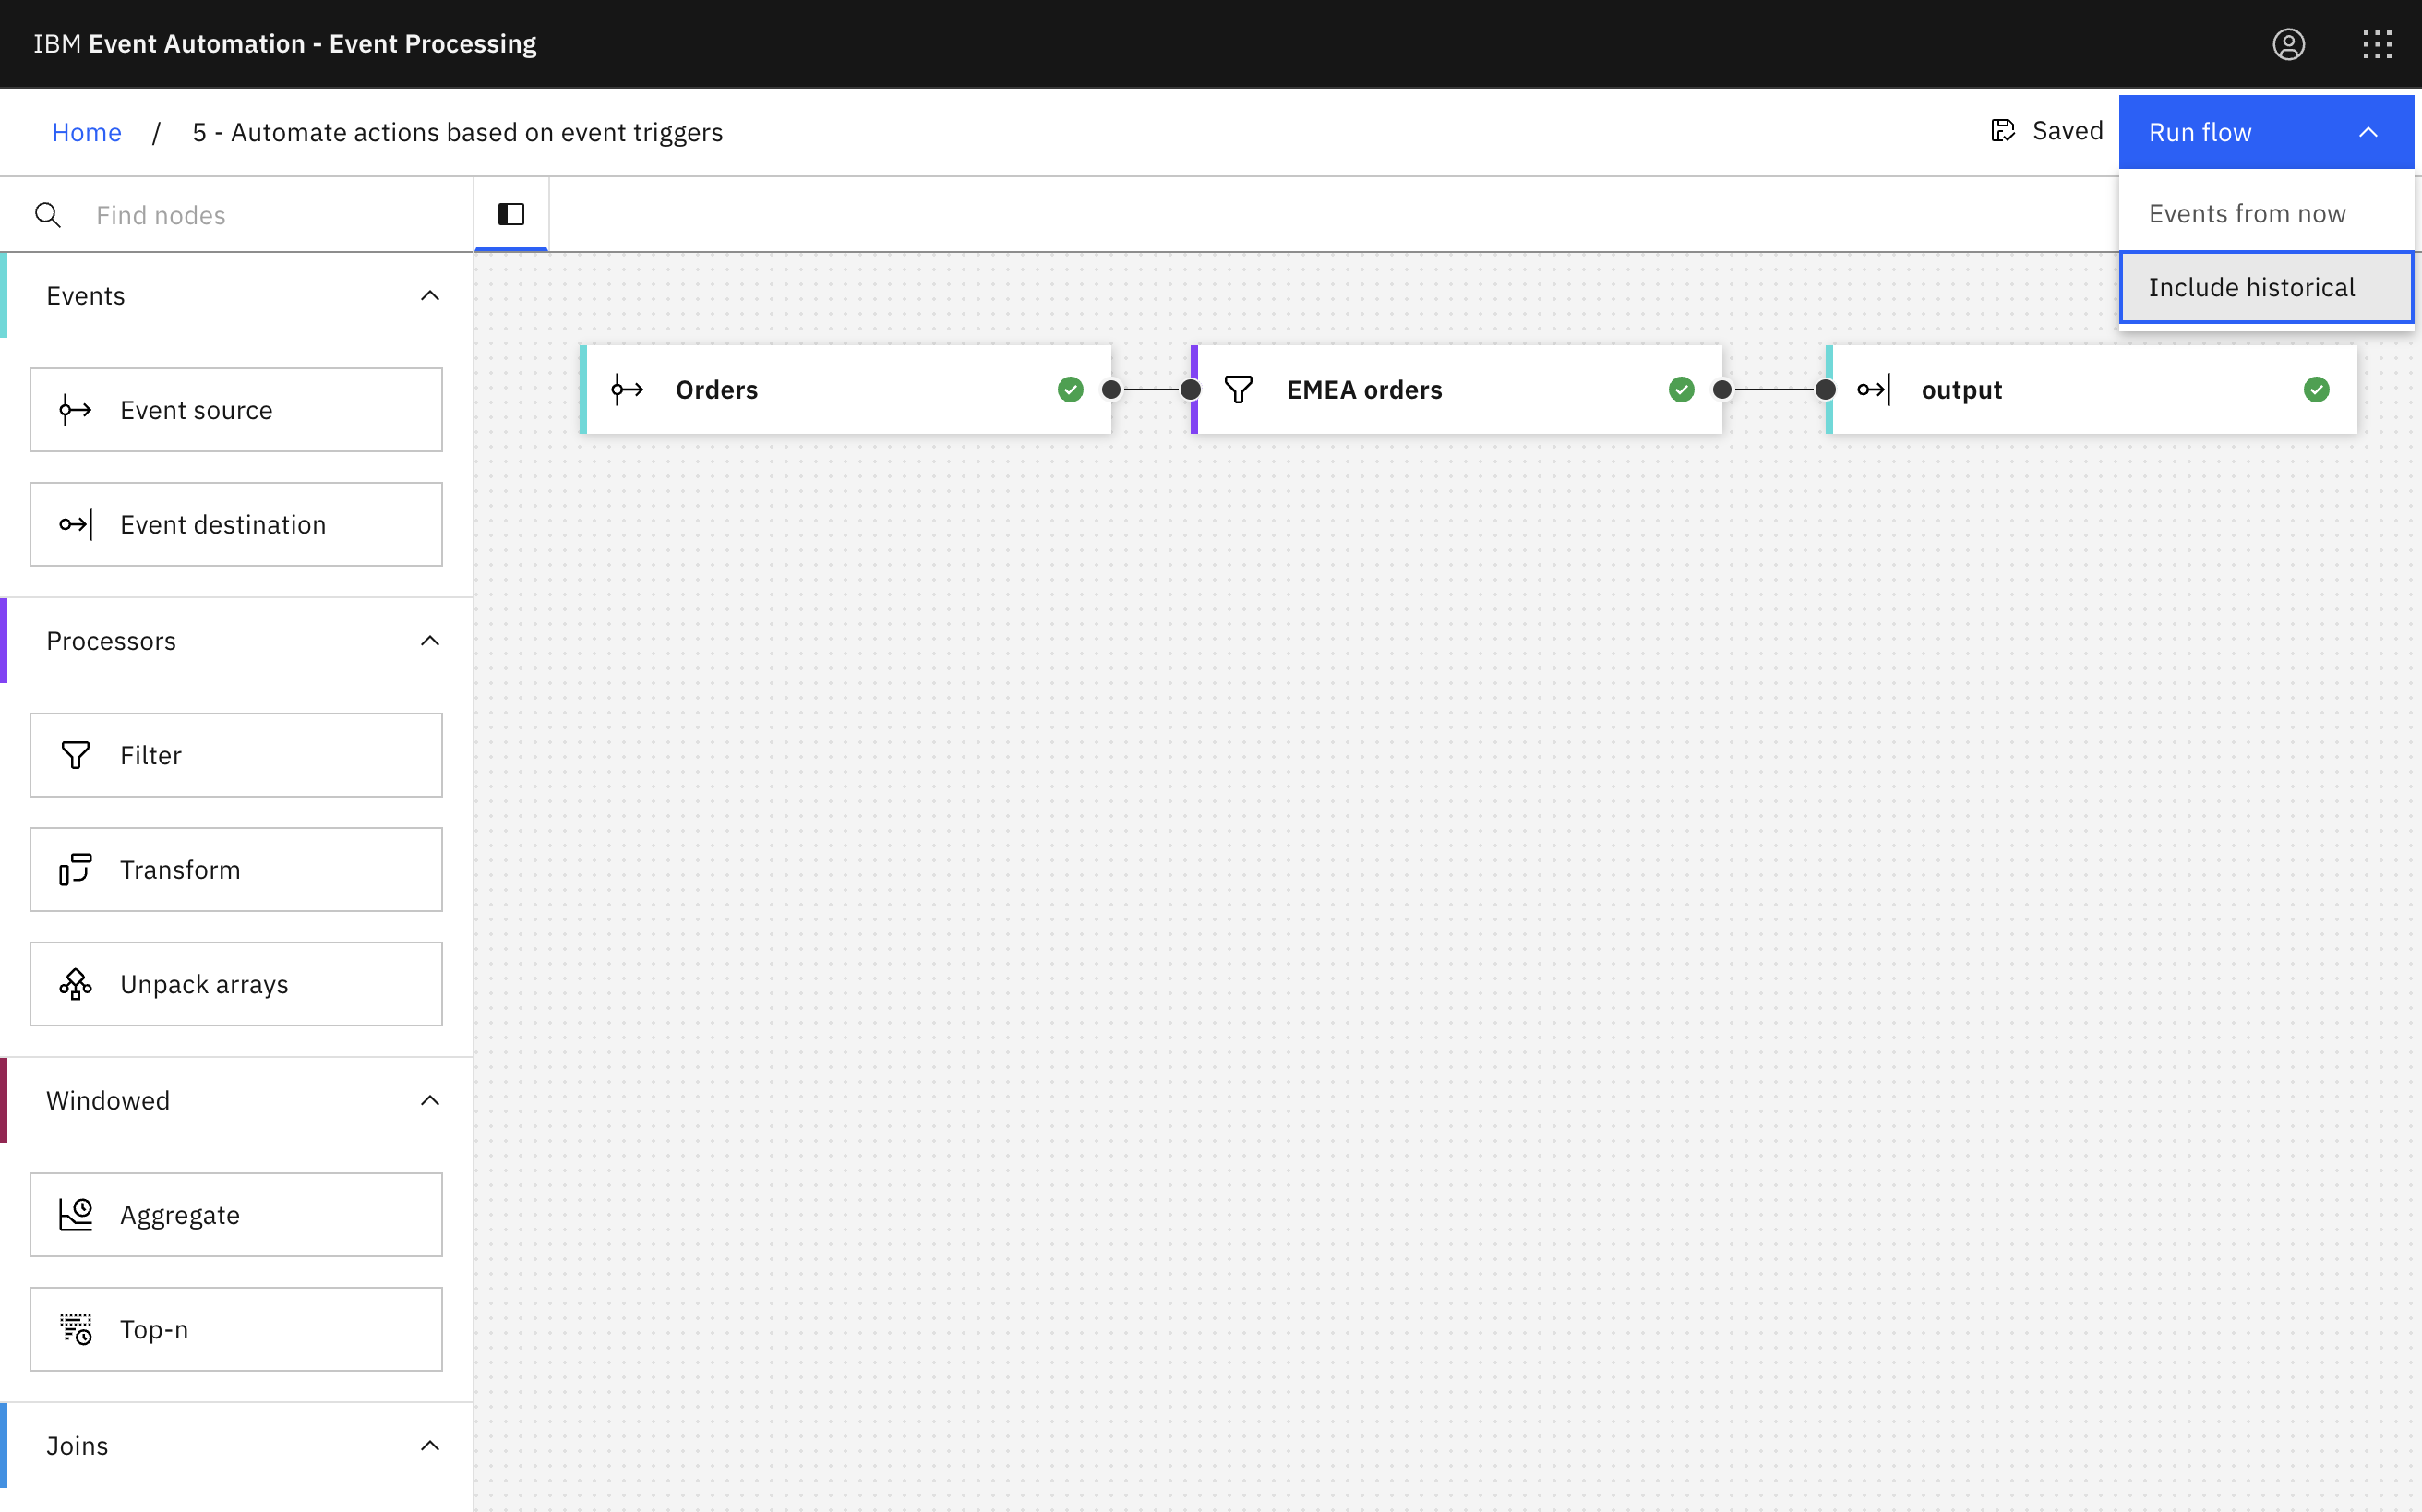 IBM Event Automation - Event Processing
Home / 5 - Automate actions based on event triggers
Saved
Run flow
Events from now
Include historical
Find nodes
Events
Event source
Event destination
Processors
Filter
Transform
Unpack arrays
Windowed
Aggregate
Top-n
Joins
Orders
EMEA orders
output